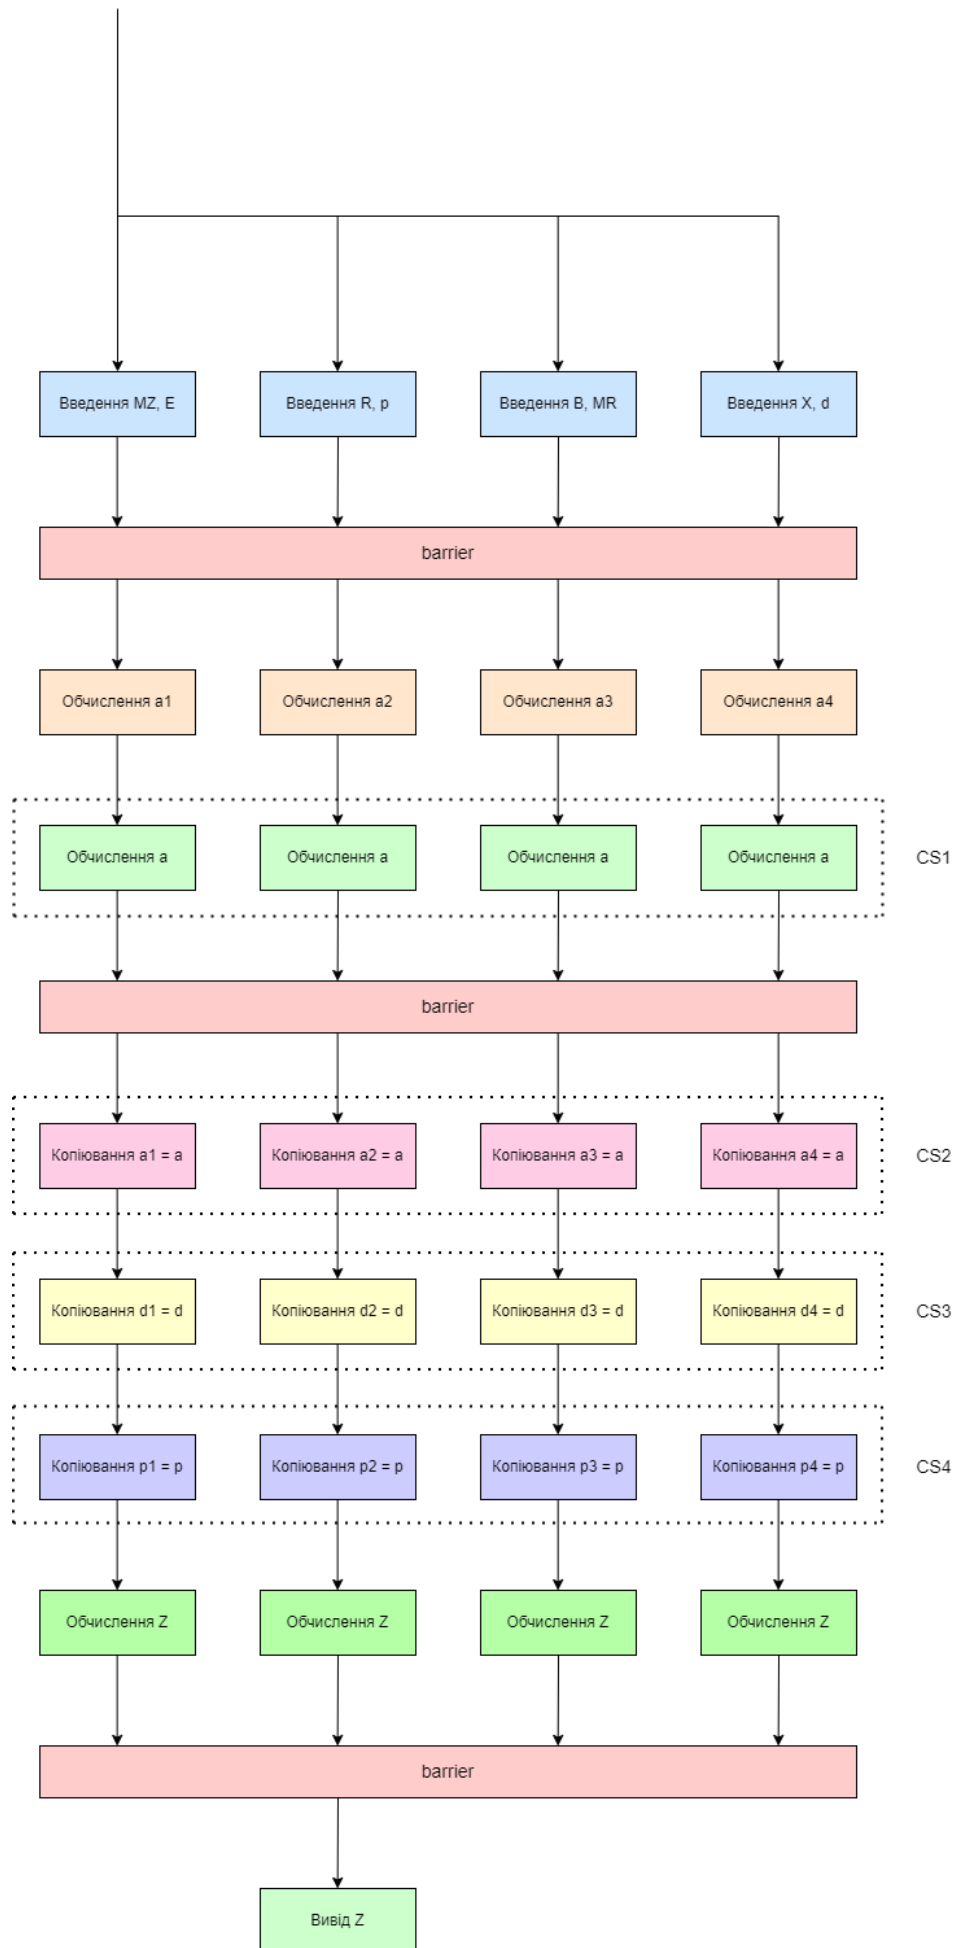 Введення MZ, E
Введення R, p
Введення B, MR
Введення X, d
barrier
Обчислення a1
Обчислення a2
Обчислення a3
Обчислення a4
Обчислення a
Обчислення a
Обчислення a
Обчислення a
CS1
barrier
Копіювання a1 = a
Копіювання a2 = a
Копіювання a3 = a
Копіювання a4 = a
CS2
Копіювання d1 = d
Копіювання d2 = d
Копіювання d3 = d
Копіювання d4 = d
CS3
Копіювання p1 = p
Копіювання p2 = p
Копіювання p3 = p
Копіювання p4 = p
CS4
Обчислення Z
Обчислення Z
Обчислення Z
Обчислення Z
barrier
Вивід Z